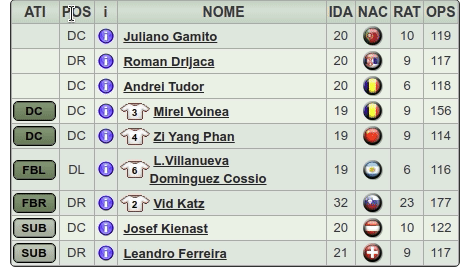 ATI POS i NOME IDA NAC RAT OPS
DC i Juliano Gamito 20 10 119
DR i Roman Drljaca 20 9 117
DC i Andrei Tudor 20 6 118
DC DC i 3 Mirel Voinea 19 9 156
DC DC i 4 Zi Yang Phan 19 9 114
FBL DL i 6 L.Villanueva Dominguez Cossio 19 6 116
FBR DR i 2 Vid Katz 32 23 177
SUB DC i Josef Kienast 20 10 122
SUB DR i Leandro Ferreira 21 9 117